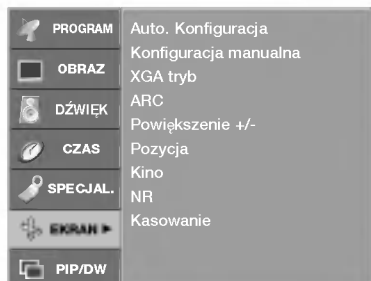 PROGRAM
OBRAZ
DŹWIĘK
CZAS
SPECJAL.
EKRAN ►
PIP/DW
Auto. Konfiguracja
Konfiguracja manualna
XGA tryb
ARC
Powiększenie +/-
Pozycja
Kino
NR
Kasowanie